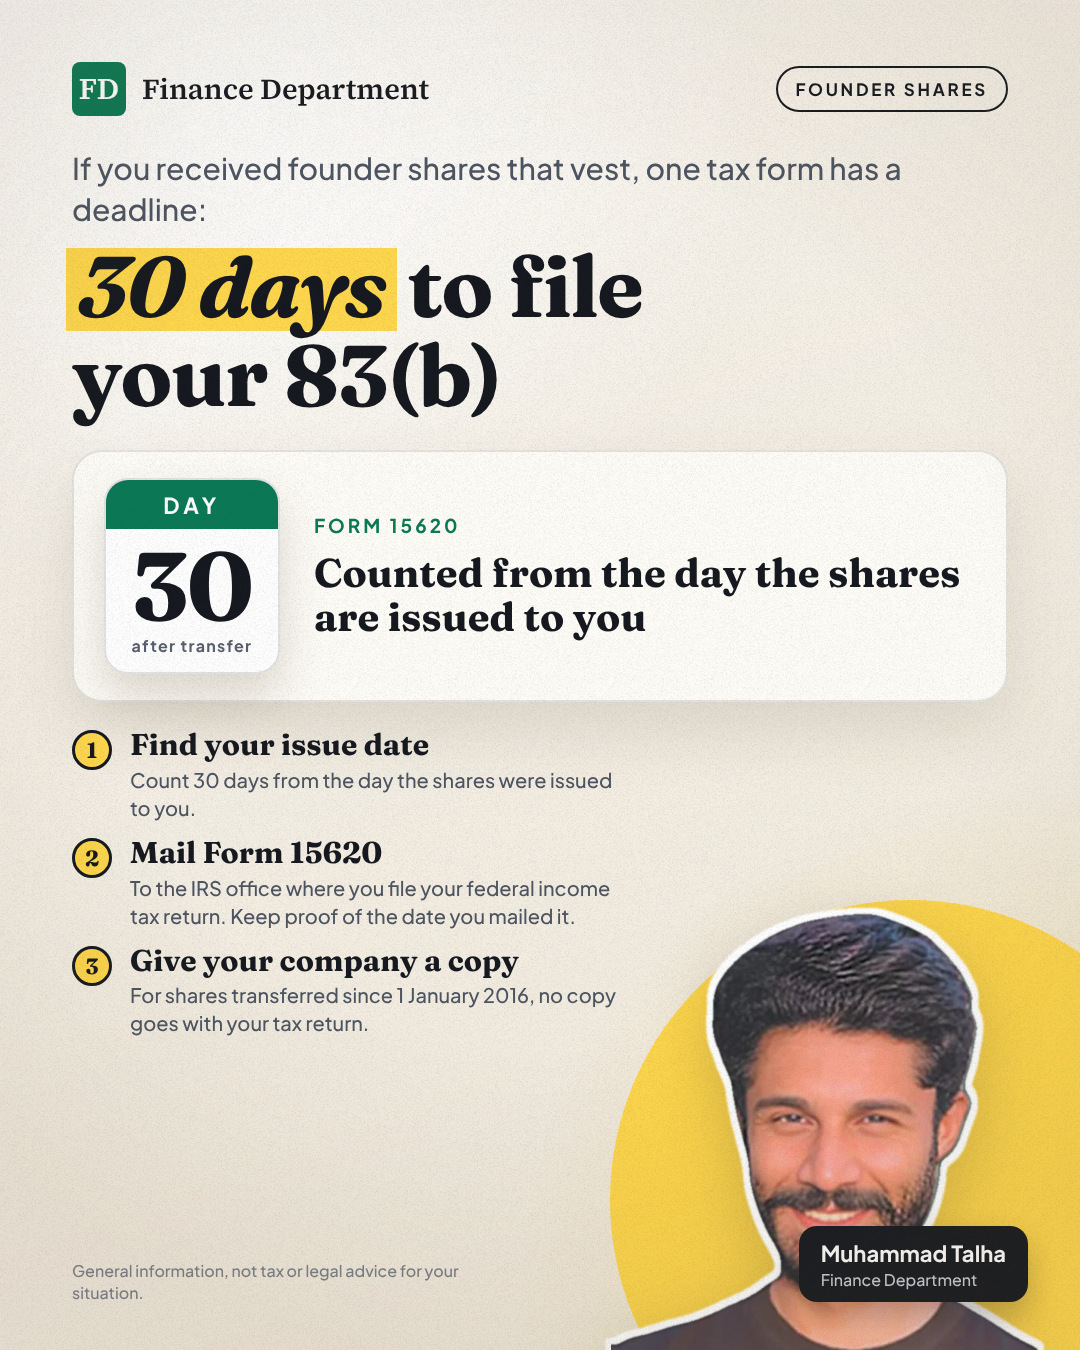 FD Finance Department
FOUNDER SHARES
If you received founder shares that vest, one tax form has a
deadline:
30 days to file
your 83(b)
DAY
30
after transfer
FORM 15620
Counted from the day the shares
are issued to you
1 Find your issue date
Count 30 days from the day the shares were issued
to you.
2 Mail Form 15620
To the IRS office where you file your federal income
tax return. Keep proof of the date you mailed it.
3 Give your company a copy
For shares transferred since 1 January 2016, no copy
goes with your tax return.
Muhammad Talha
Finance Department
General information, not tax or legal advice for your
situation.